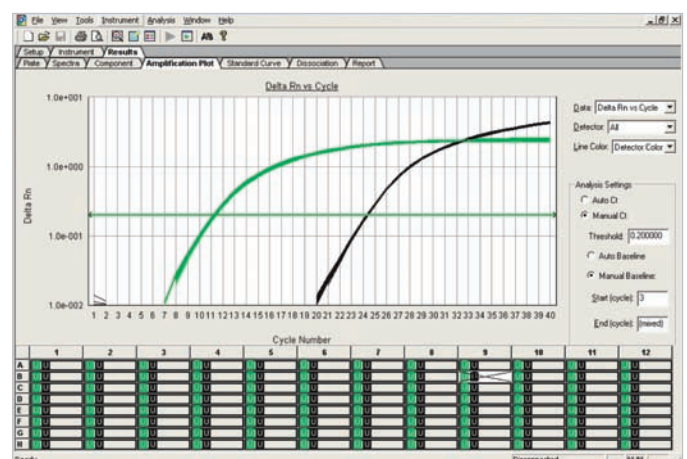 File View Tools Instrument Analysis Window Help
Setup Instrument Results
Plate Spectra Component Amplification Plot Standard Curve Dissociation Report
Delta Rn vs Cycle
Data: Delta Rn vs Cycle
Detector: All
Line Color: Detector Color
Analysis Settings
Auto Ct
Manual Ct
Threshold: 0.200000
Auto Baseline
Manual Baseline:
Start (cycle): 3
End (cycle): (mixed)
1.0e+001
1.0e+000
1.0e-001
1.0e-002
Delta Rn
1 2 3 4 5 6 7 8 9 10 11 12 13 14 15 16 17 18 19 20 21 22 23 24 25 26 27 28 29 30 31 32 33 34 35 36 37 38 39 40
Cycle Number
1 2 3 4 5 6 7 8 9 10 11 12
A
B
C
D
E
F
G
H